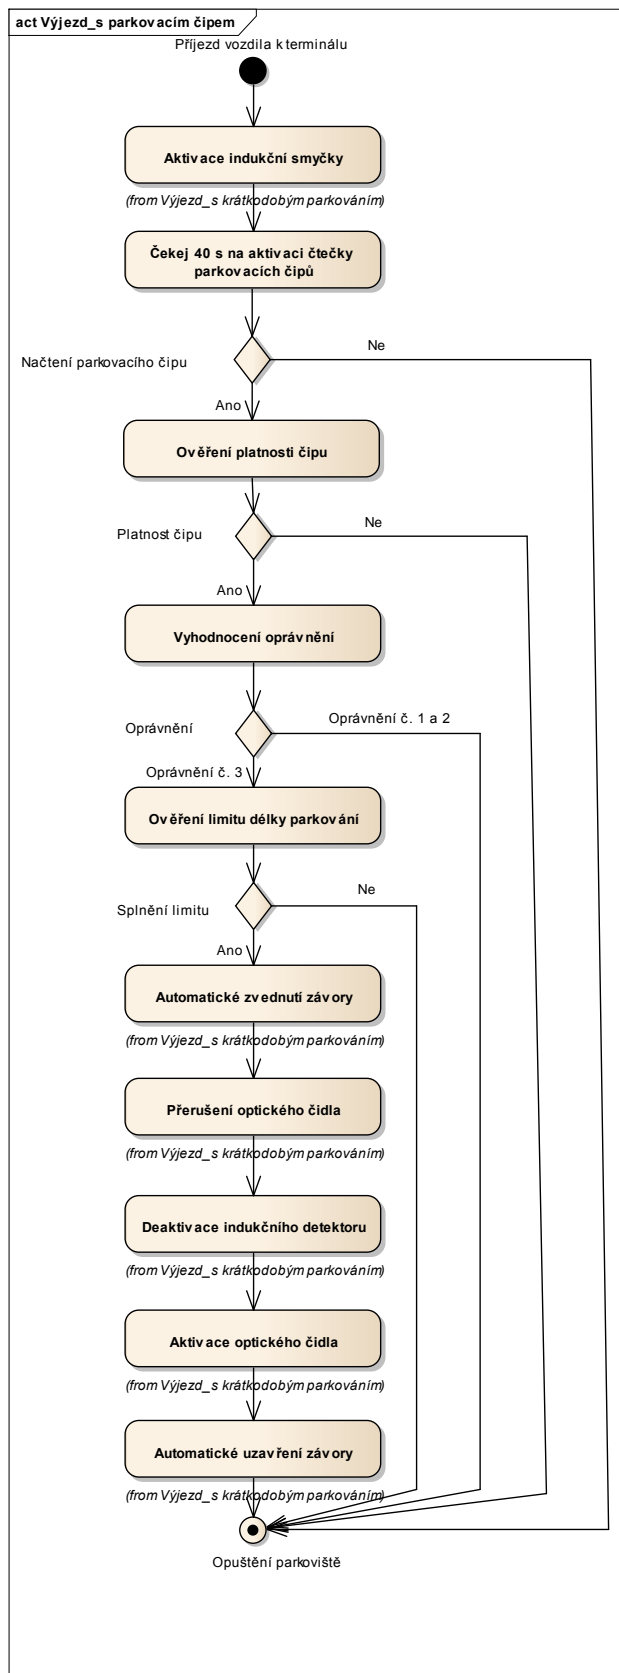 act Výjezd_s parkovacím čipem
Příjezd vozdila k terminálu
Aktivace indukční smyčky
(from Výjezd_s krátkodobým parkováním)
Čekej 40 s na aktivaci čtečky
parkovacích čipů
Ne
Načtení parkovacího čipu
Ano
Ověření platnosti čipu
Ne
Platnost čipu
Ano
Vyhodnocení oprávnění
Oprávnění č. 1 a 2
Oprávnění
Oprávnění č. 3
Ověření limitu délky parkování
Ne
Splnění limitu
Ano
Automatické zvednutí závory
(from Výjezd_s krátkodobým parkováním)
Přerušení optického čidla
(from Výjezd_s krátkodobým parkováním)
Deaktivace indukčního detektoru
(from Výjezd_s krátkodobým parkováním)
Aktivace optického čidla
(from Výjezd_s krátkodobým parkováním)
Automatické uzavření závory
(from Výjezd_s krátkodobým parkováním)
Opuštění parkoviště